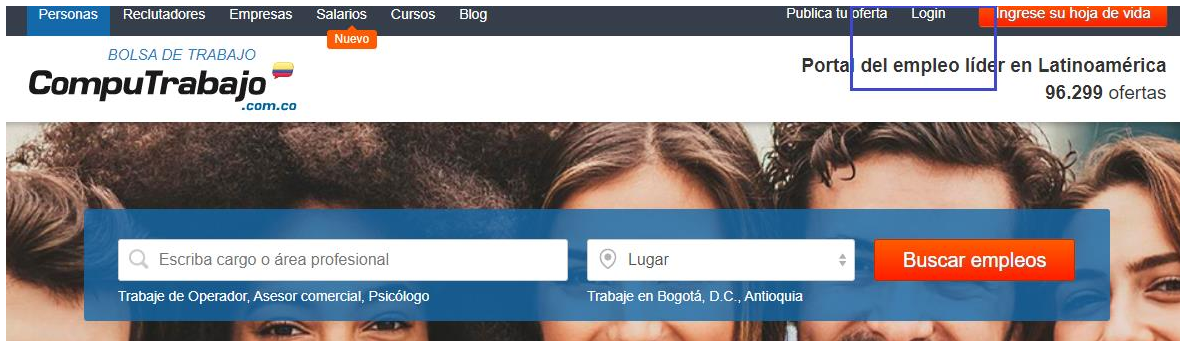 Personas Reclutadores Empresas Salarios Cursos Blog Publica tu oferta Login Ingrese su hoja de vida
Nuevo
BOLSA DE TRABAJO
CompuTrabajo
.com.co
Portal del empleo líder en Latinoamérica
96.299 ofertas
Escriba cargo o área profesional Lugar Buscar empleos
Trabaje de Operador, Asesor comercial, Psicólogo Trabaje en Bogotá, D.C., Antioquia